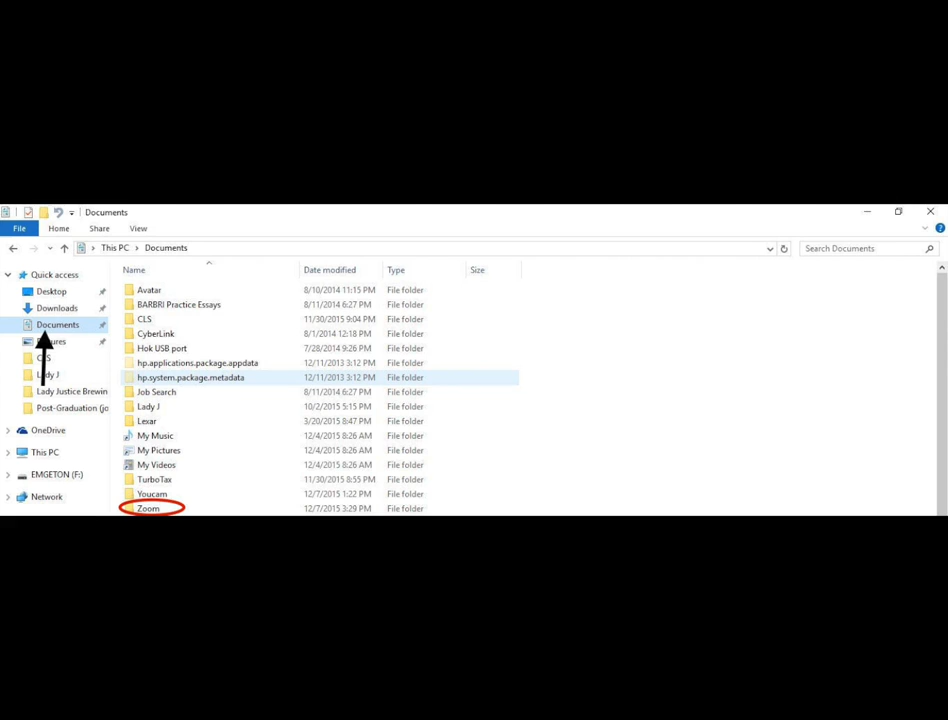 Documents
File Home Share View
This PC Documents Search Documents
Quick access
Desktop
Downloads
Documents
Lady Justice Brewin
Post-Graduation (jo
OneDrive
This PC
EMGETON (F:)
Network
Name Date modified Type Size
Avatar 8/10/2014 11:15 PM File folder
BARBRI Practice Essays 8/11/2014 6:27 PM File folder
CLS 11/30/2015 9:04 PM File folder
CyberLink 8/1/2014 12:18 PM File folder
Hok USB port 7/28/2014 9:26 PM File folder
hp.applications.package.appdata 12/11/2013 3:12 PM File folder
hp.system.package.metadata 12/11/2013 3:12 PM File folder
Job Search 8/11/2014 6:27 PM File folder
Lady J 10/2/2015 5:15 PM File folder
Lexar 3/20/2015 8:47 PM File folder
My Music 12/4/2015 8:26 AM File folder
My Pictures 12/4/2015 8:26 AM File folder
My Videos 12/4/2015 8:26 AM File folder
TurboTax 11/30/2015 8:55 PM File folder
Youcam 12/7/2015 1:22 PM File folder
Zoom 12/7/2015 3:29 PM File folder